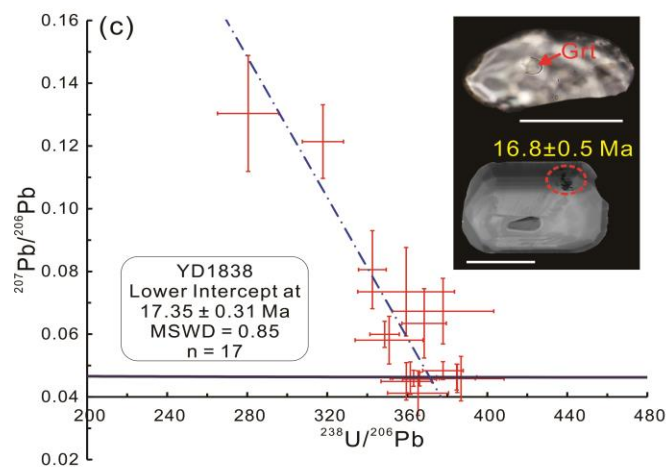 (c)
0.16
0.14
0.12
0.10
0.08
0.06
0.04
0.02
²⁰⁷Pb/²⁰⁶Pb
Grt
16.8±0.5 Ma
YD1838
Lower Intercept at
17.35 ± 0.31 Ma
MSWD = 0.85
n = 17
200 240 280 320 360 400 440 480
²³⁸U/²⁰⁶Pb